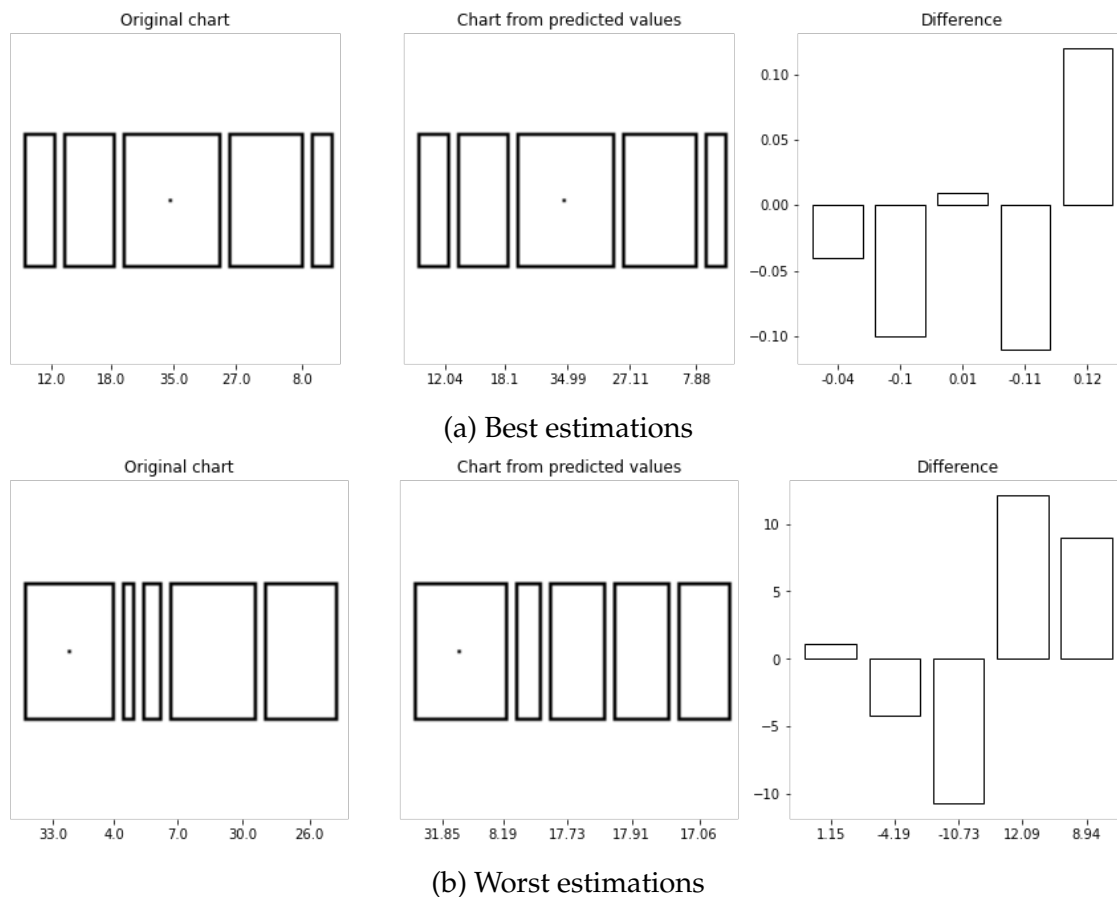 Original chart
Chart from predicted values
Difference
0.10
0.05
0.00
−0.05
−0.10
12.0 18.0 35.0 27.0 8.0
12.04 18.1 34.99 27.11 7.88
-0.04 -0.1 0.01 -0.11 0.12
(a) Best estimations
Original chart
Chart from predicted values
Difference
10
5
0
−5
−10
33.0 4.0 7.0 30.0 26.0
31.85 8.19 17.73 17.91 17.06
1.15 -4.19 -10.73 12.09 8.94
(b) Worst estimations